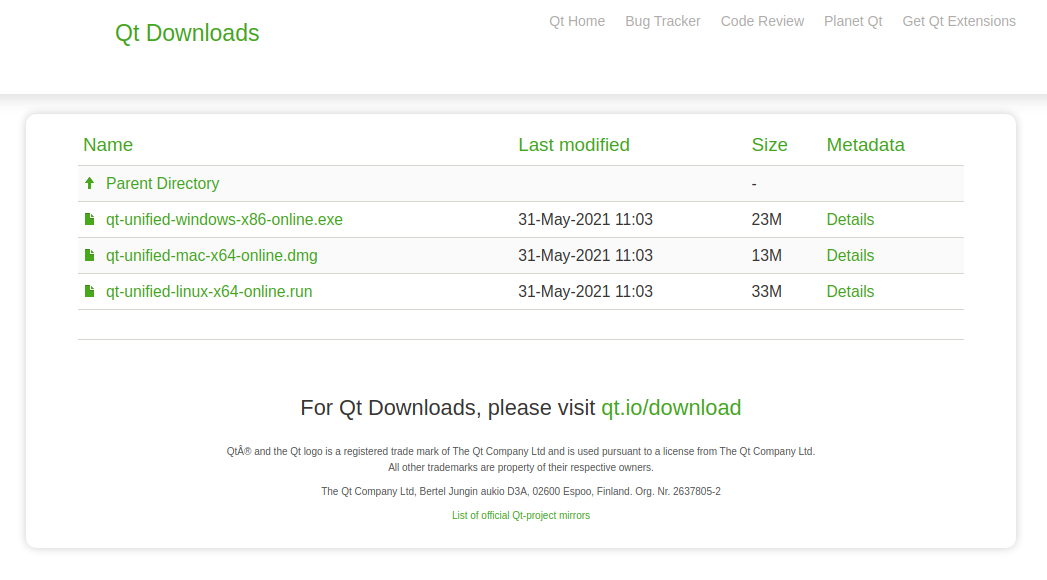 Qt Downloads
Qt Home Bug Tracker Code Review Planet Qt Get Qt Extensions
Name Last modified Size Metadata
Parent Directory -
qt-unified-windows-x86-online.exe 31-May-2021 11:03 23M Details
qt-unified-mac-x64-online.dmg 31-May-2021 11:03 13M Details
qt-unified-linux-x64-online.run 31-May-2021 11:03 33M Details
For Qt Downloads, please visit qt.io/download
QtÂ® and the Qt logo is a registered trade mark of The Qt Company Ltd and is used pursuant to a license from The Qt Company Ltd.
All other trademarks are property of their respective owners.
The Qt Company Ltd, Bertel Jungin aukio D3A, 02600 Espoo, Finland. Org. Nr. 2637805-2
List of official Qt-project mirrors